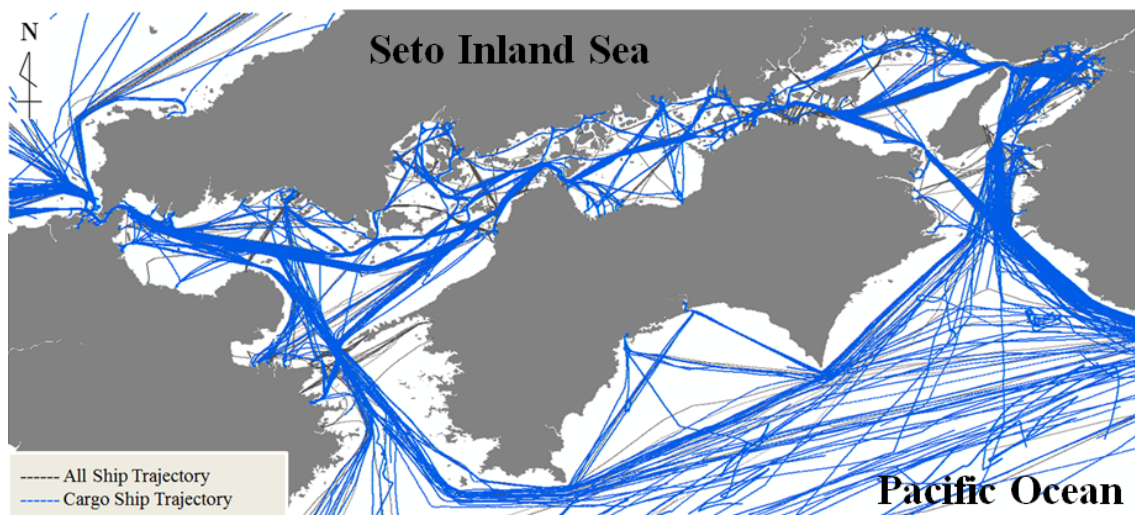 N
Seto Inland Sea
All Ship Trajectory
Cargo Ship Trajectory
Pacific Ocean